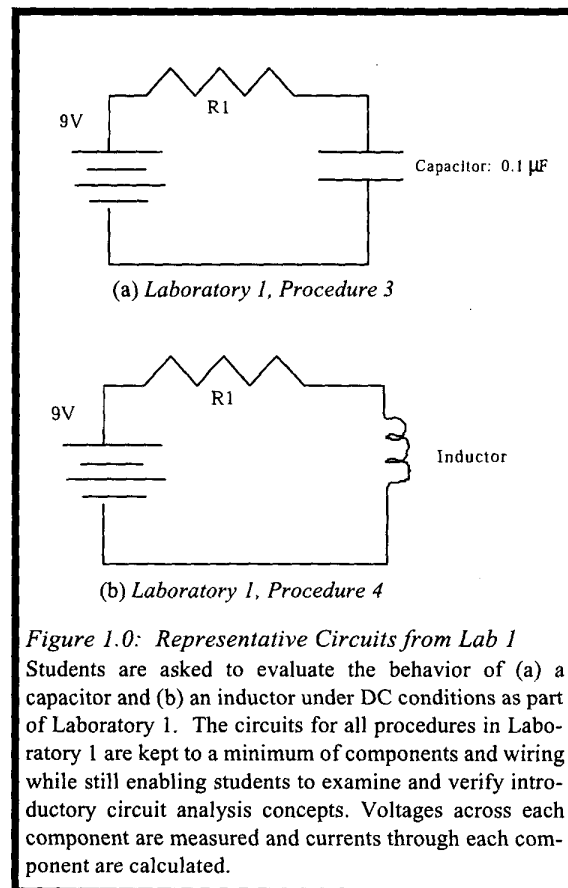 R1
9V
Capacitor: 0.1 µF
(a) Laboratory 1, Procedure 3
R1
9V
Inductor
(b) Laboratory 1, Procedure 4
Figure 1.0: Representative Circuits from Lab 1
Students are asked to evaluate the behavior of (a) a
capacitor and (b) an inductor under DC conditions as part
of Laboratory 1. The circuits for all procedures in Labo-
ratory 1 are kept to a minimum of components and wiring
while still enabling students to examine and verify intro-
ductory circuit analysis concepts. Voltages across each
component are measured and currents through each com-
ponent are calculated.